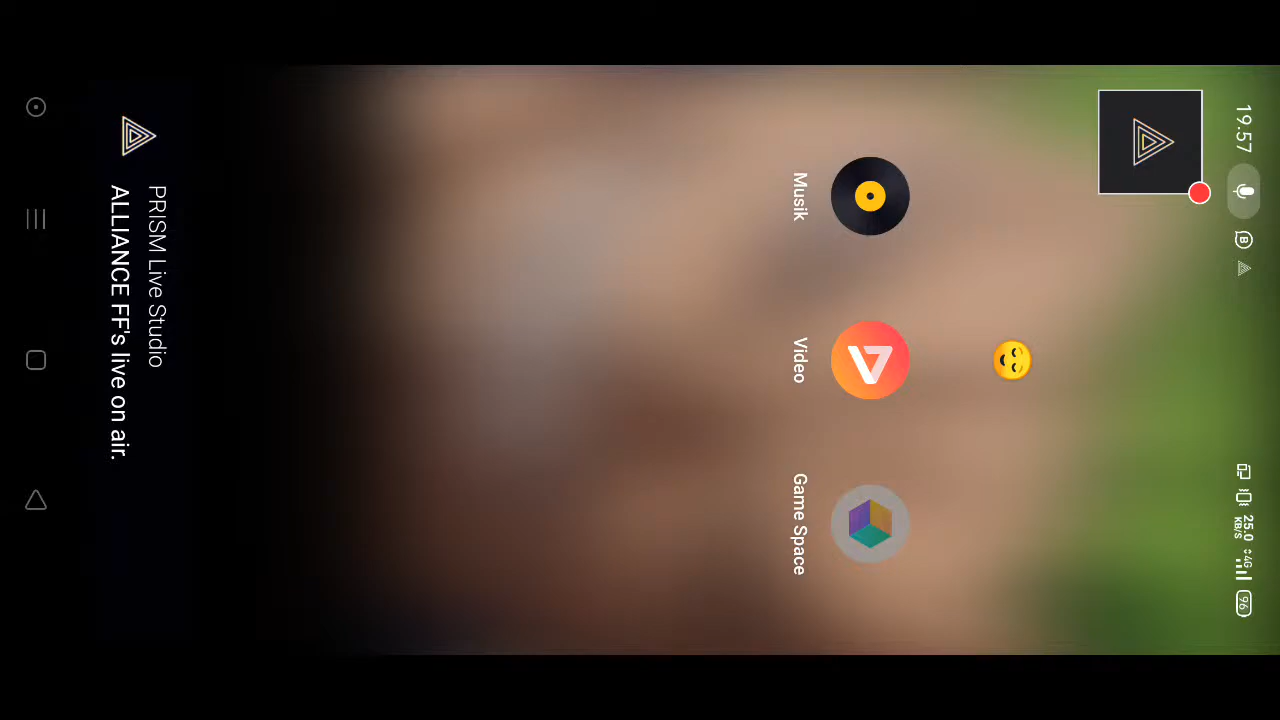 19.57
B
25.0
KB/S
4G
96
Musik
Video
Game Space
PRISM Live Studio
ALLIANCE FF's live on air.